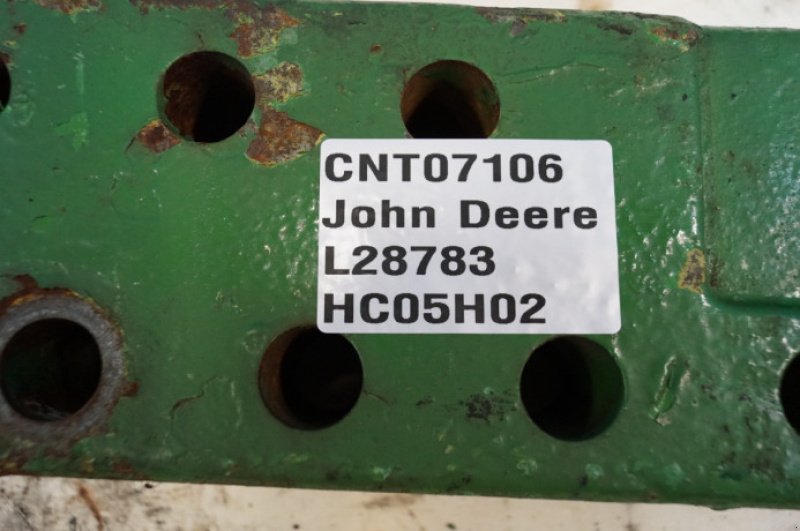 CNT07106
John Deere
L28783
HC05H02